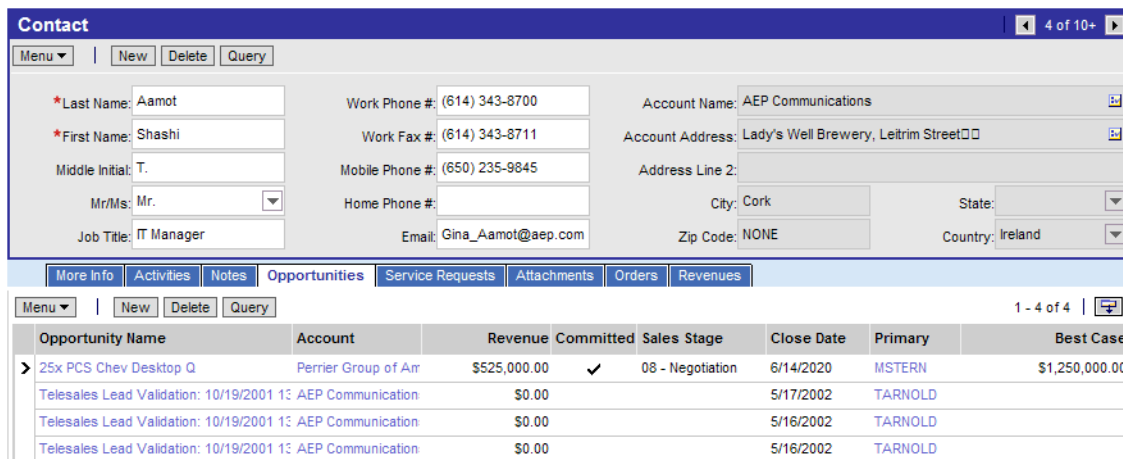 Contact 4 of 10+
Menu New Delete Query
*Last Name: Aamot Work Phone #: (614) 343-8700 Account Name: AEP Communications
*First Name: Shashi Work Fax #: (614) 343-8711 Account Address: Lady's Well Brewery, Leitrim Street□□
Middle Initial: T. Mobile Phone #: (650) 235-9845 Address Line 2:
Mr/Ms: Mr. Home Phone #: City: Cork State:
Job Title: IT Manager Email: Gina_Aamot@aep.com Zip Code: NONE Country: Ireland
More Info Activities Notes Opportunities Service Requests Attachments Orders Revenues
Menu New Delete Query 1 - 4 of 4
Opportunity Name Account Revenue Committed Sales Stage Close Date Primary Best Case
25x PCS Chev Desktop Q Perrier Group of Am $525,000.00 ✓ 08 - Negotiation 6/14/2020 MSTERN $1,250,000.00
Telesales Lead Validation: 10/19/2001 13 AEP Communication $0.00 5/17/2002 TARNOLD
Telesales Lead Validation: 10/19/2001 13 AEP Communication $0.00 5/16/2002 TARNOLD
Telesales Lead Validation: 10/19/2001 13 AEP Communication $0.00 5/16/2002 TARNOLD